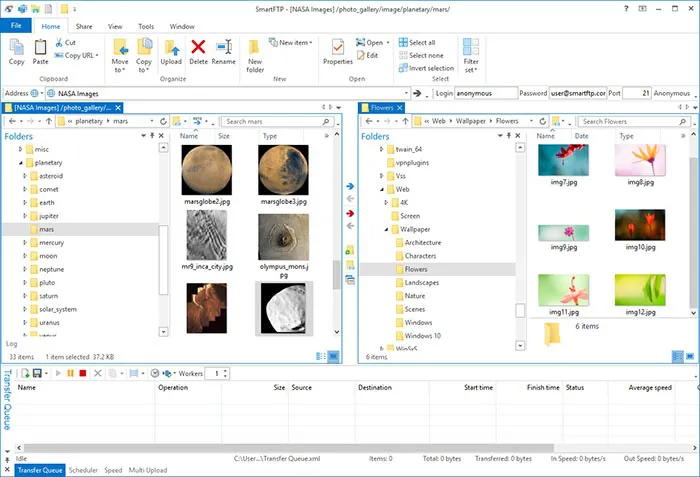 SmartFTP - [NASA Images] /photo_gallery/image/planetary/mars/
File Home Share View Tools Window
Copy Paste Cut Copy URL Move to Copy to Upload Delete Rename New folder New item Properties Open Edit Select all Select none Invert selection Filter set
Clipboard Organize New Open Select
Address NASA Images Login anonymous Password user@smartftp.cor Port 21 Anonymous
[NASA Images] /photo_gallery/...
planetary mars Search mars
Folders
misc
planetary
asteroid
comet
earth
jupiter
mars
mercury
moon
neptune
pluto
saturn
solar_system
uranus
Name Size
marsglobe2.jpg marsglobe3.jpg
mr9_inca_city.jpg olympus_mons.jpg
Log
33 items 1 item selected 37.2 KB
Flowers
Web Wallpaper Flowers Search Flowers
Folders
twain_64
vpnplugins
Vss
Web
4K
Screen
Wallpaper
Architecture
Characters
Flowers
Landscapes
Nature
Scenes
Windows
Windows 10
WinSxS
Name Size Item type
img7.jpg img8.jpg
img9.jpg img10.jpg
img11.jpg img12.jpg
6 items
6 items
Transfer Queue
Workers 1
Name Operation Size Source Destination Start time Finish time Status Average speed
Idle C:\User...\Transfer Queue.xml Items: 0 Total: 0 bytes Transferred: 0 bytes In Speed: 0 bytes/s Out Speed: 0 bytes/s
Transfer Queue Scheduler Speed Multi Upload